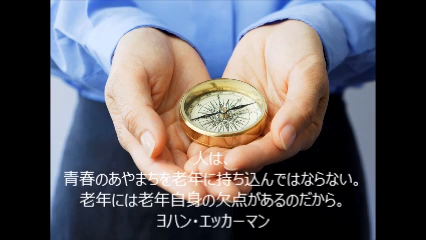 人は、
青春のあやまちを老年に持ち込んではならない。
老年には老年自身の欠点があるのだから。
ヨハン・エッカーマン